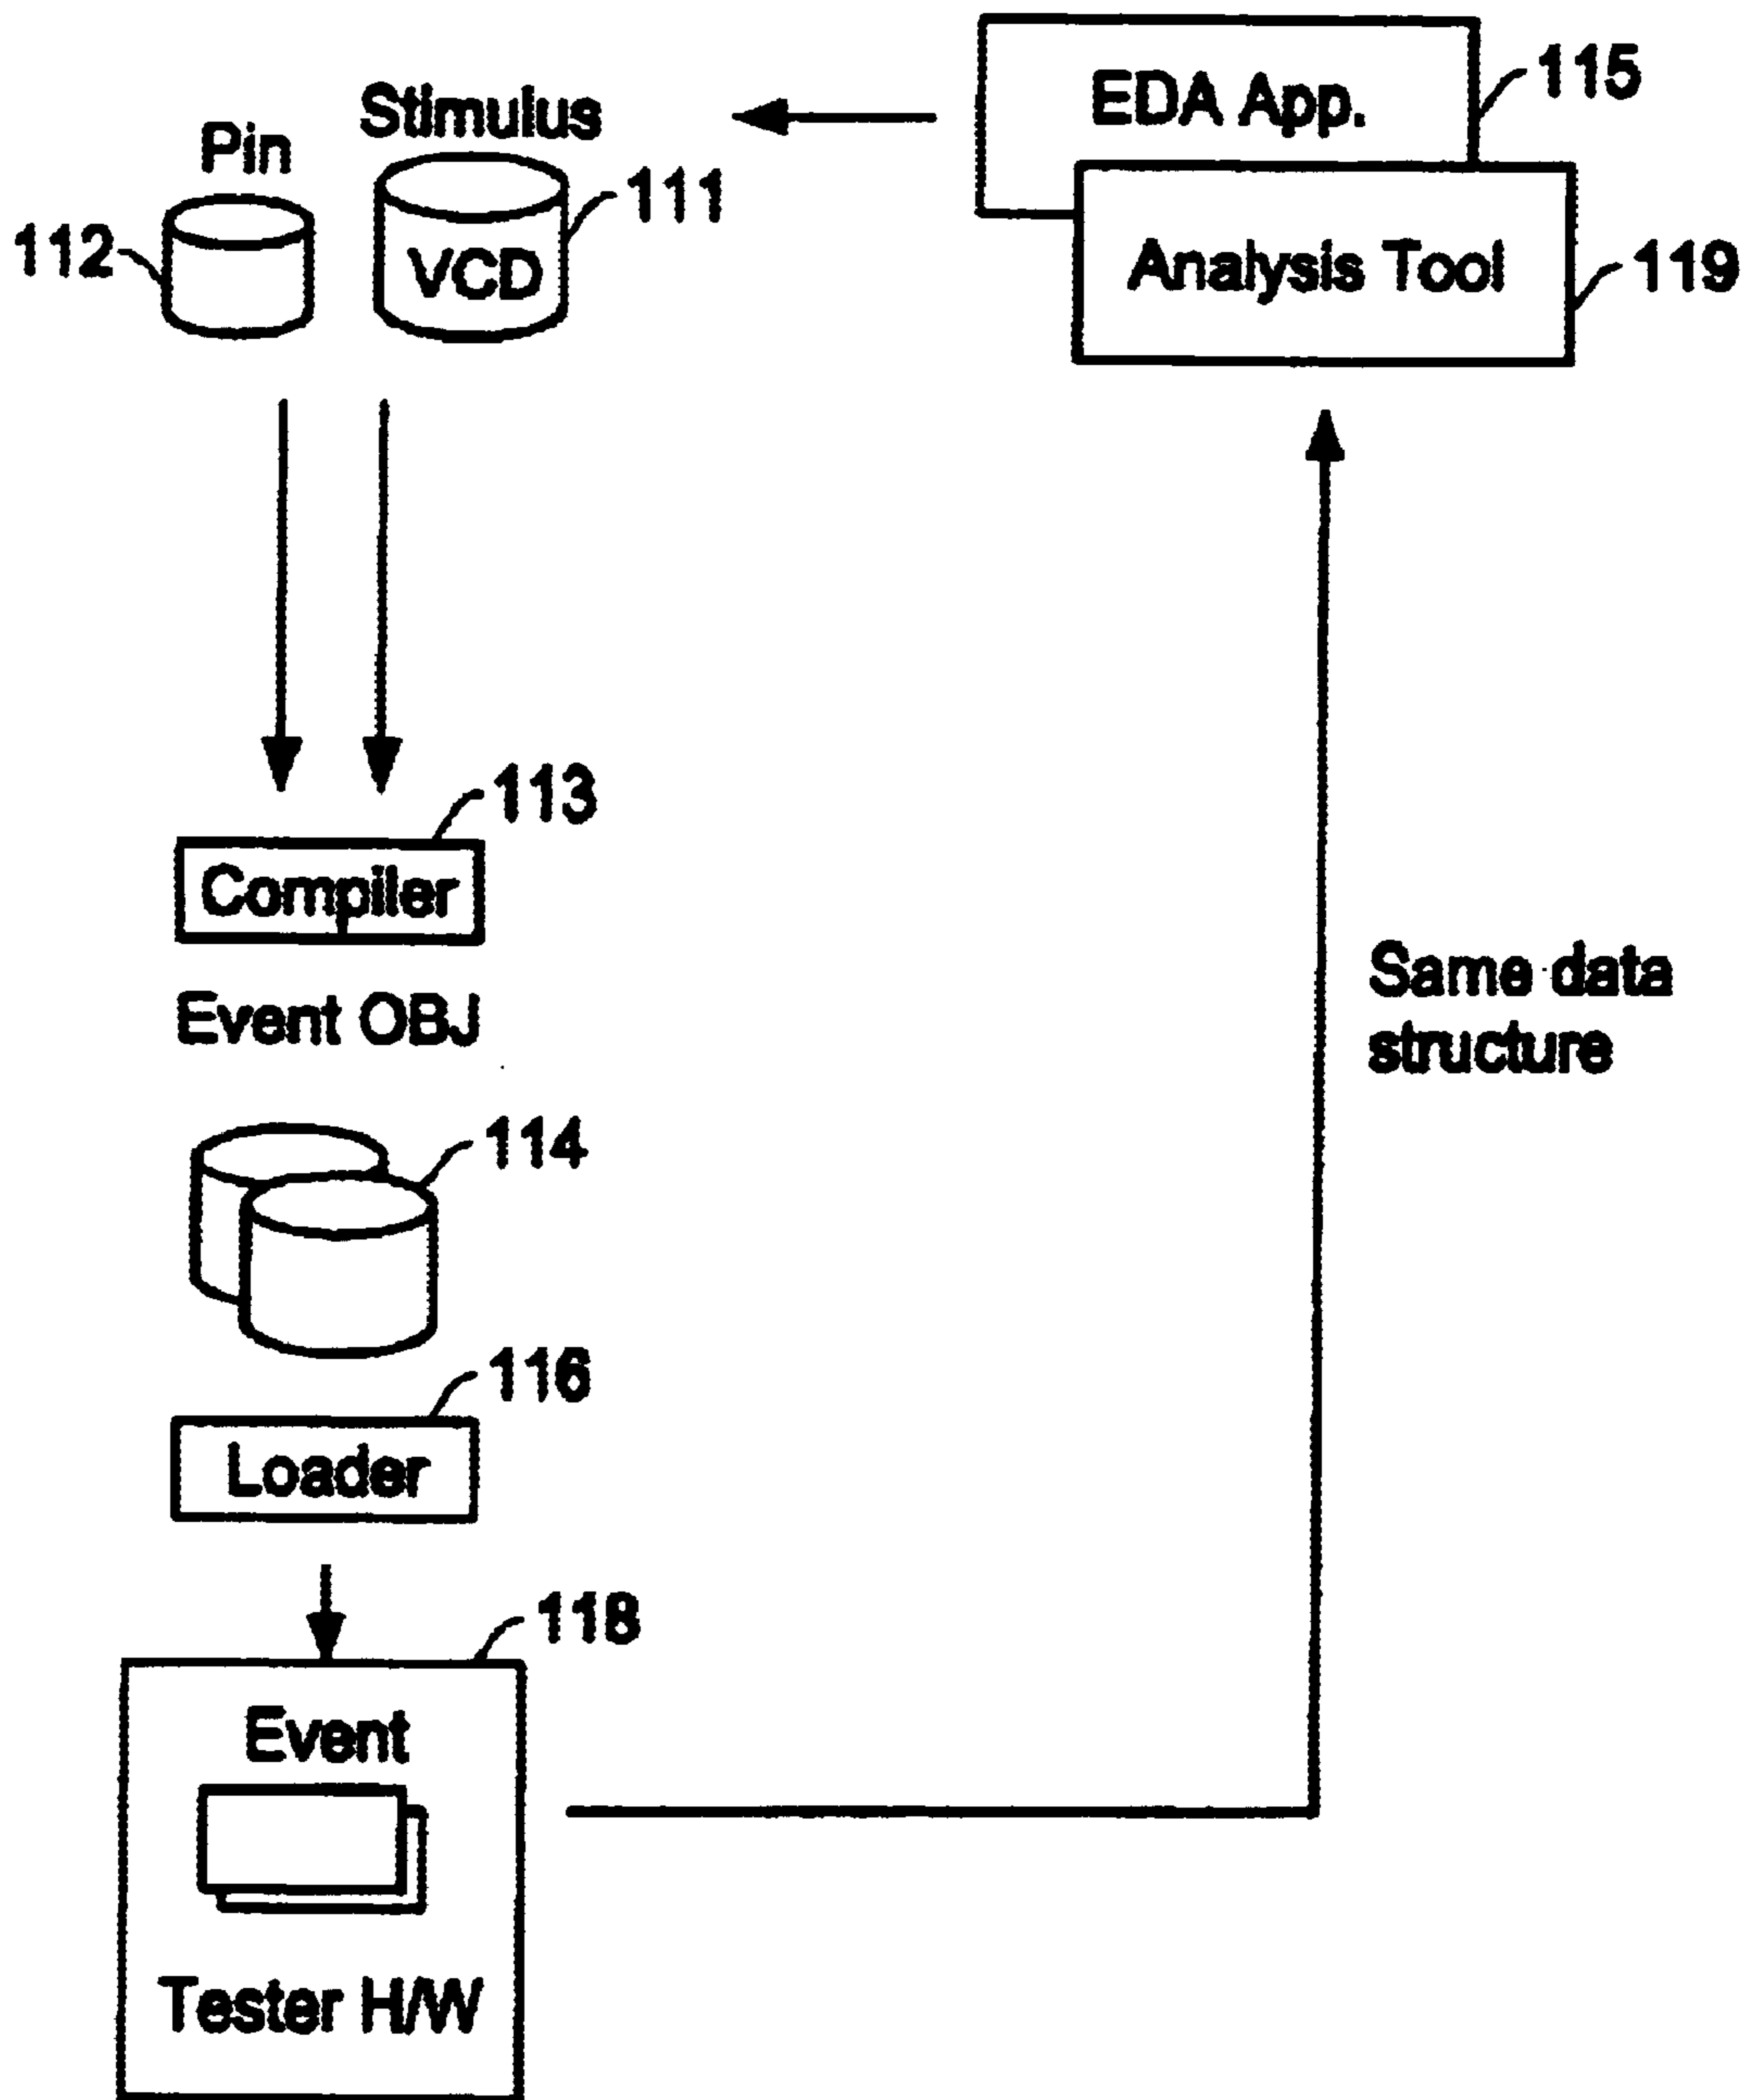 EDA App.
115
Stimulus
Pin
111
112
VCD
Analysis Tool
119
113
Compiler
Event OBJ
Same data
structure
114
116
Loader
118
Event
Tester H/W